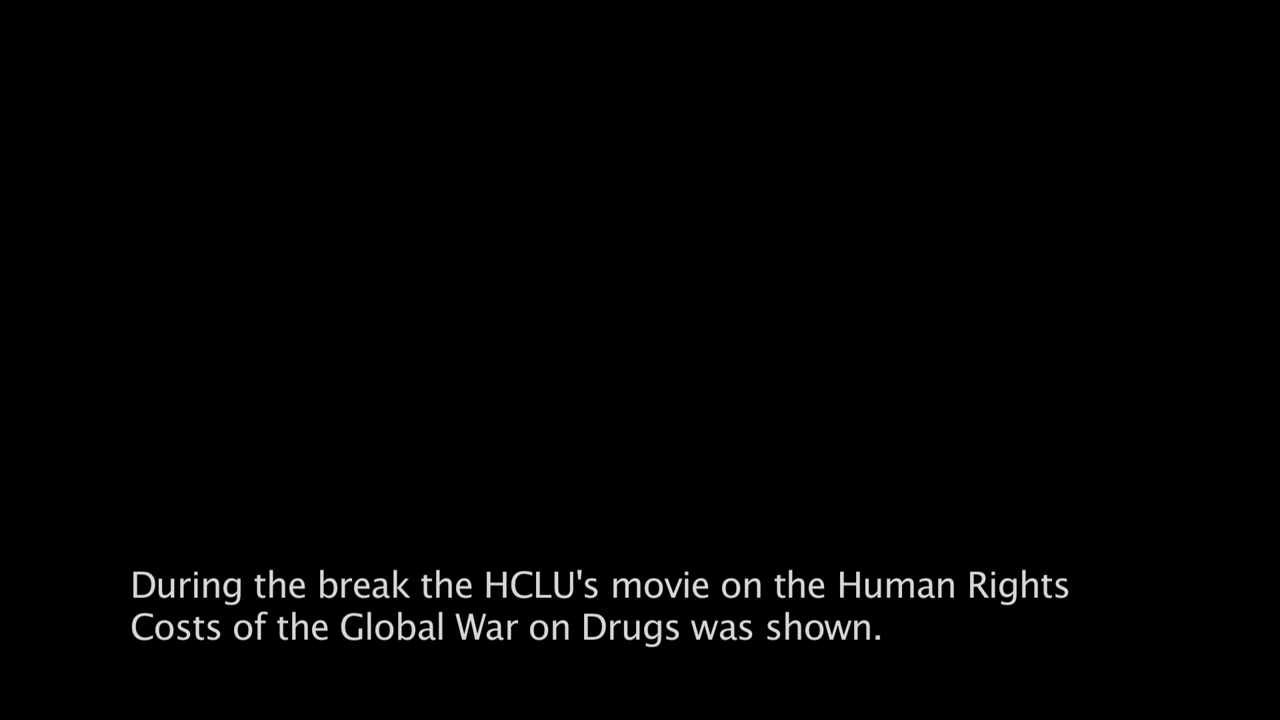 During the break the HCLU's movie on the Human Rights
Costs of the Global War on Drugs was shown.